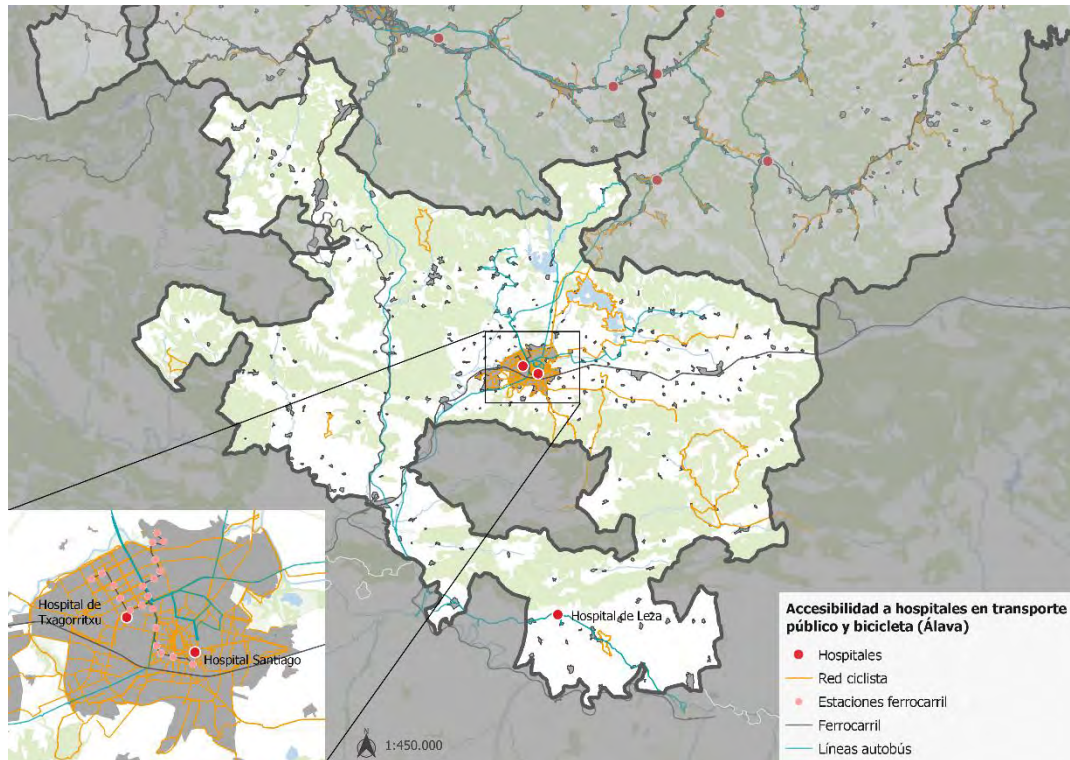 Hospital de
Txagorritxu
Hospital Santiago
Hospital de Leza
N
1:450.000
Accesibilidad a hospitales en transporte
público y bicicleta (Álava)
Hospitales
Red ciclista
Estaciones ferrocarril
Ferrocarril
Líneas autobús